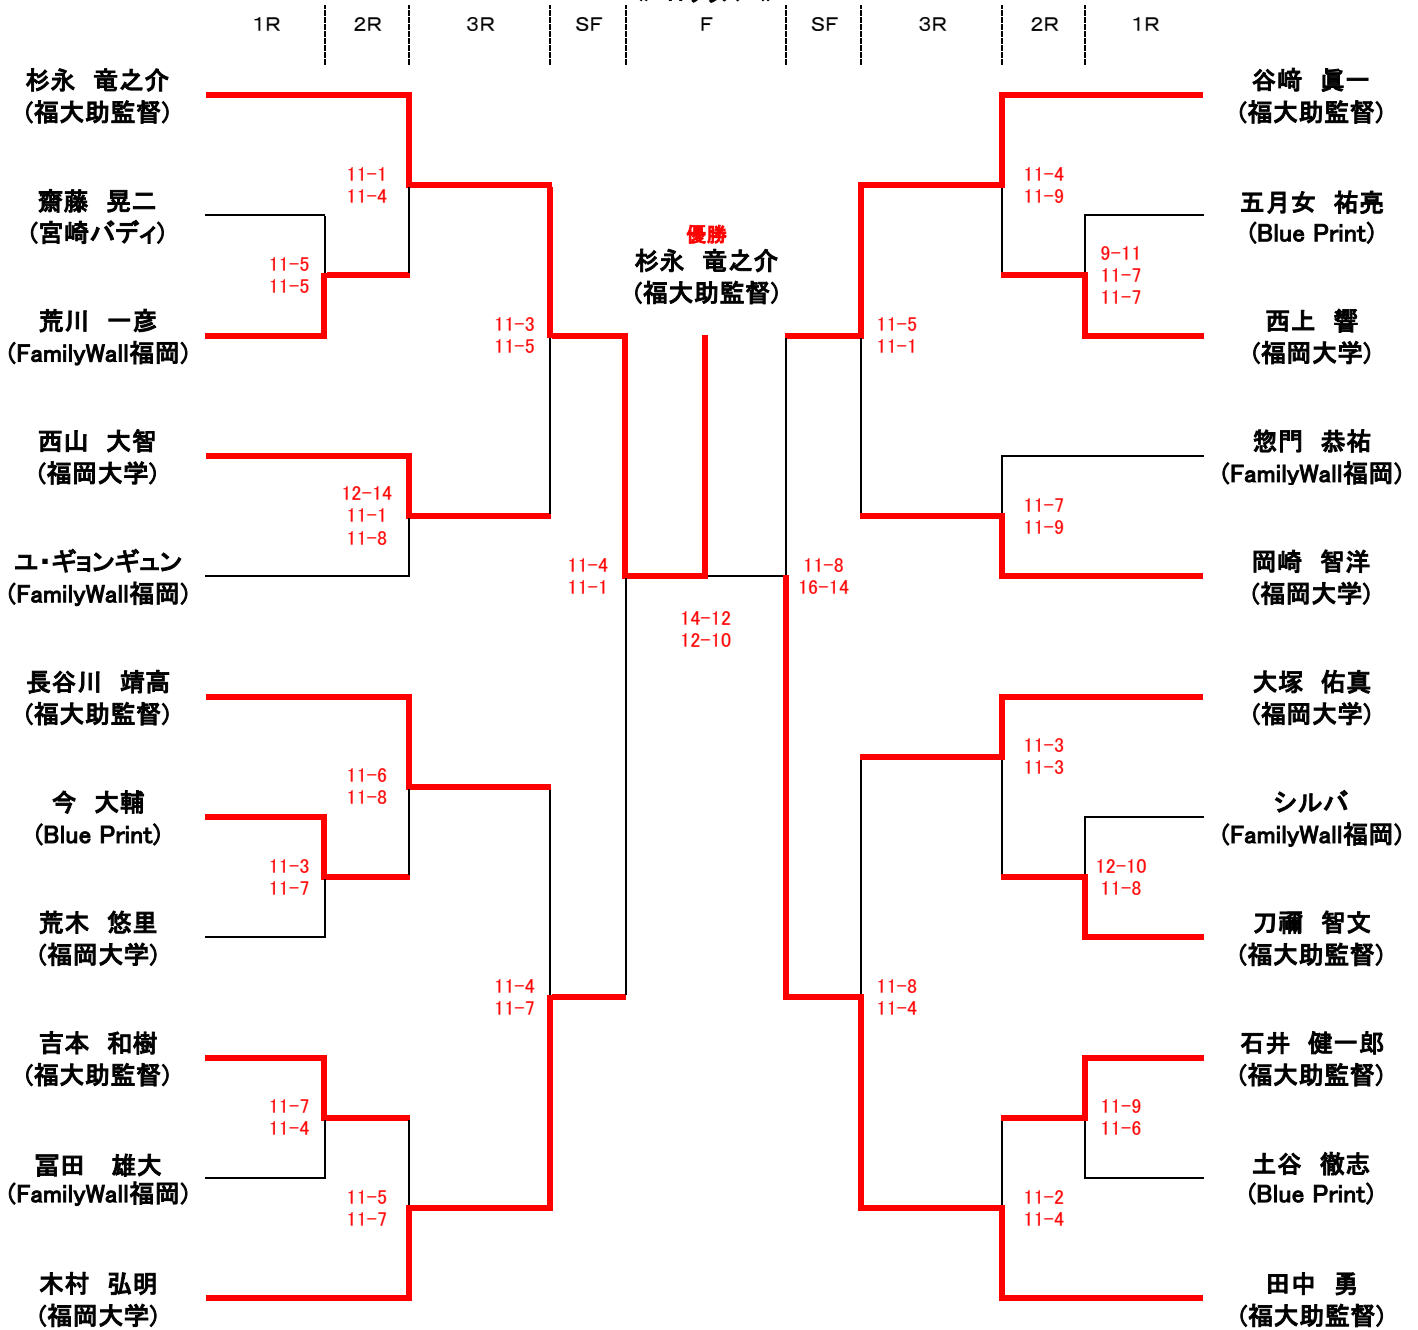 1R 2R 3R SF F SF 3R 2R 1R
杉永 竜之介
(福大助監督)
齋藤 晃二
(宮崎バディ)
荒川 一彦
(FamilyWall福岡)
西山 大智
(福岡大学)
ユ・ギョンギュン
(FamilyWall福岡)
長谷川 靖高
(福大助監督)
今 大輔
(Blue Print)
荒木 悠里
(福岡大学)
吉本 和樹
(福大助監督)
冨田 雄大
(FamilyWall福岡)
木村 弘明
(福岡大学)
11-5
11-5
11-3
11-7
11-7
11-4
11-1
11-4
12-14
11-1
11-8
11-6
11-8
11-5
11-7
11-3
11-5
11-4
11-7
11-4
11-1
優勝
杉永 竜之介
(福大助監督)
14-12
12-10
11-8
16-14
11-5
11-1
11-8
11-4
11-4
11-9
11-7
11-9
11-3
11-3
11-2
11-4
9-11
11-7
11-7
12-10
11-8
11-9
11-6
谷﨑 眞一
(福大助監督)
五月女 祐亮
(Blue Print)
西上 響
(福岡大学)
惣門 恭祐
(FamilyWall福岡)
岡崎 智洋
(福岡大学)
大塚 佑真
(福岡大学)
シルバ
(FamilyWall福岡)
刀禰 智文
(福大助監督)
石井 健一郎
(福大助監督)
土谷 徹志
(Blue Print)
田中 勇
(福大助監督)